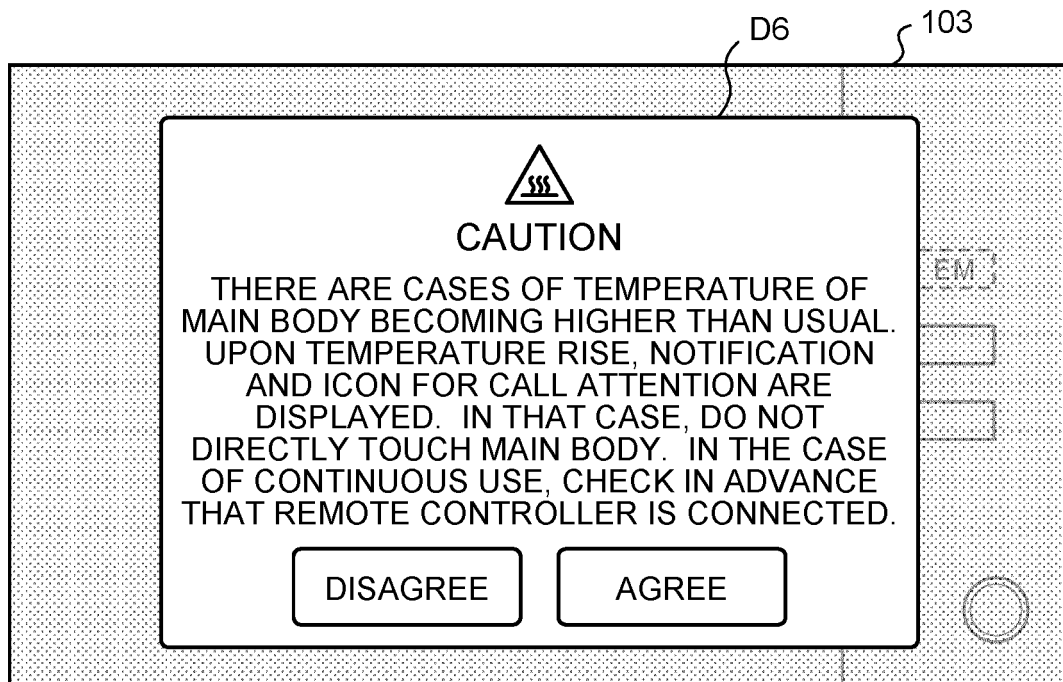 D6
103
CAUTION
THERE ARE CASES OF TEMPERATURE OF
MAIN BODY BECOMING HIGHER THAN USUAL.
UPON TEMPERATURE RISE, NOTIFICATION
AND ICON FOR CALL ATTENTION ARE
DISPLAYED.  IN THAT CASE, DO NOT
DIRECTLY TOUCH MAIN BODY.  IN THE CASE
OF CONTINUOUS USE, CHECK IN ADVANCE
THAT REMOTE CONTROLLER IS CONNECTED.
EM
DISAGREE
AGREE